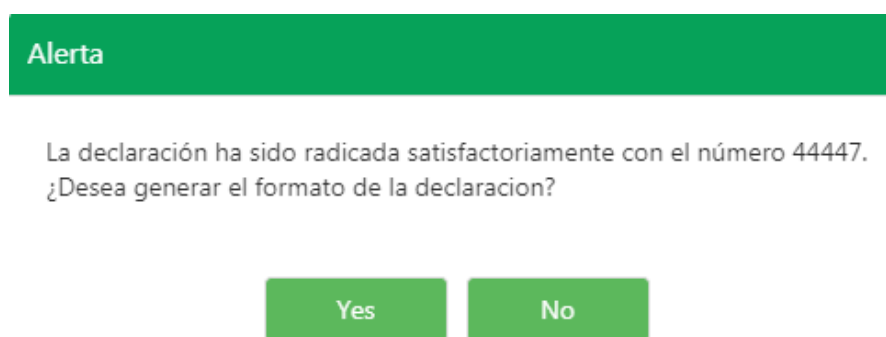 Alerta
La declaración ha sido radicada satisfactoriamente con el número 44447.
¿Desea generar el formato de la declaracion?
Yes
No